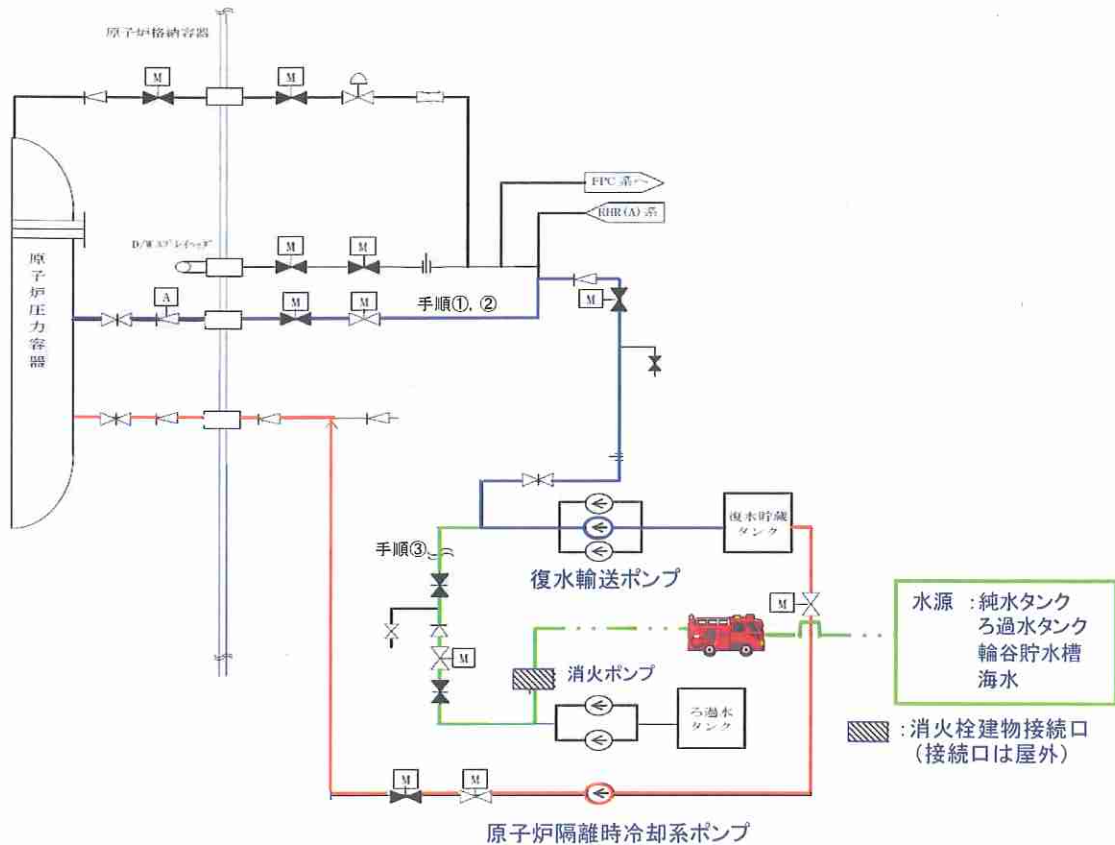 原子炉格納容器
M
M
FPC 系へ
RHR(A) 系
D/Wスプレイヘッダ
M
M
原子炉圧力容器
A
M
M
手順①, ②
M
復水貯蔵
タンク
手順③
復水輸送ポンプ
M
水源 :純水タンク
ろ過水タンク
輪谷貯水槽
海水
M
消火ポンプ
ろ過水
タンク
:消火栓建物接続口
(接続口は屋外)
M
M
原子炉隔離時冷却系ポンプ